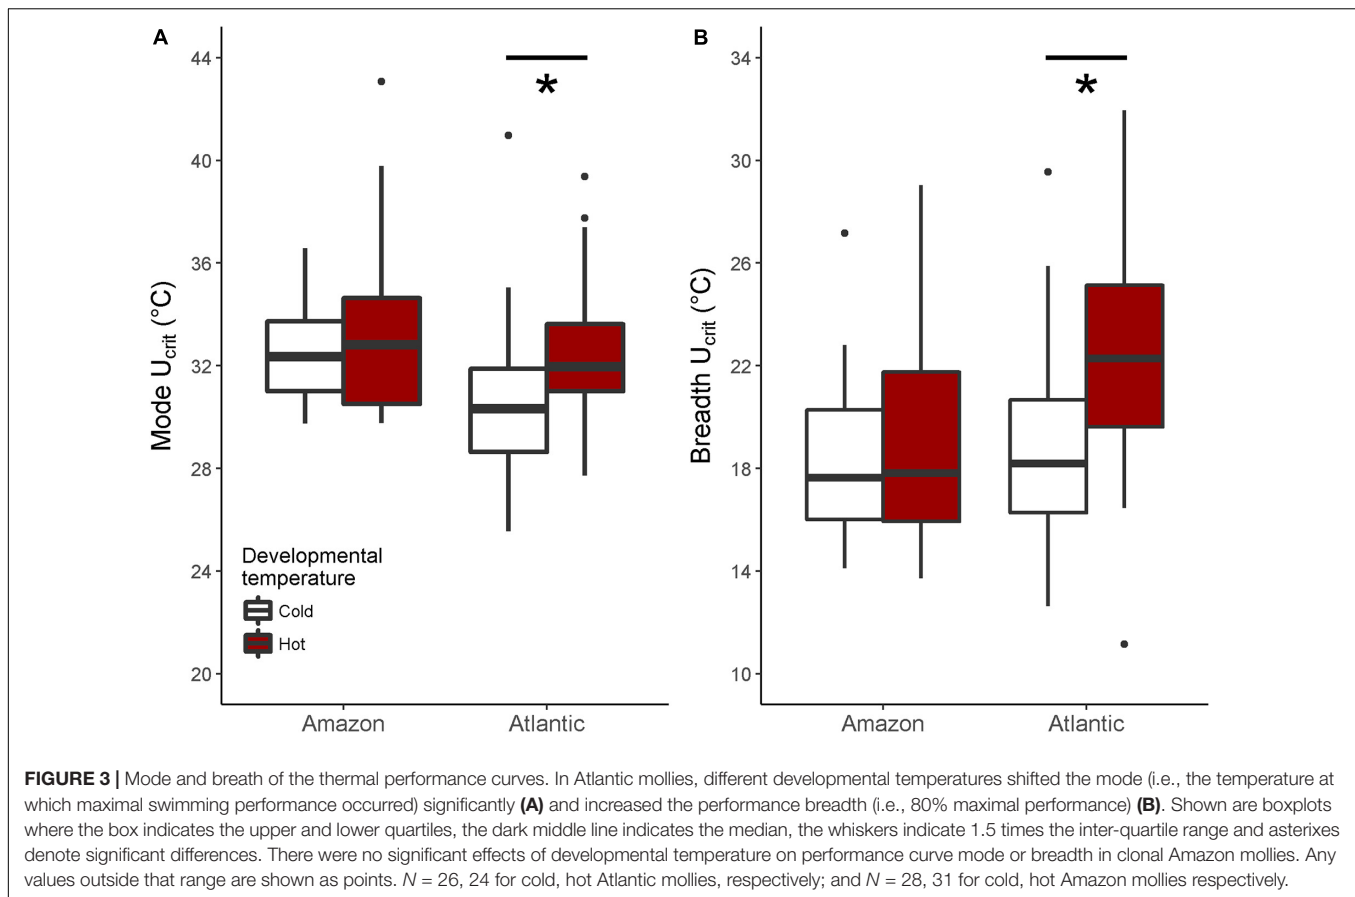 A
44
40
36
32
28
24
20
Mode Ucrit (°C)
*
Developmental
temperature
Cold
Hot
Amazon
Atlantic
B
34
30
26
22
18
14
10
Breadth Ucrit (°C)
*
Amazon
Atlantic
FIGURE 3 | Mode and breath of the thermal performance curves. In Atlantic mollies, different developmental temperatures shifted the mode (i.e., the temperature at
which maximal swimming performance occurred) significantly (A) and increased the performance breadth (i.e., 80% maximal performance) (B). Shown are boxplots
where the box indicates the upper and lower quartiles, the dark middle line indicates the median, the whiskers indicate 1.5 times the inter-quartile range and asterixes
denote significant differences. There were no significant effects of developmental temperature on performance curve mode or breadth in clonal Amazon mollies. Any
values outside that range are shown as points. N = 26, 24 for cold, hot Atlantic mollies, respectively; and N = 28, 31 for cold, hot Amazon mollies respectively.